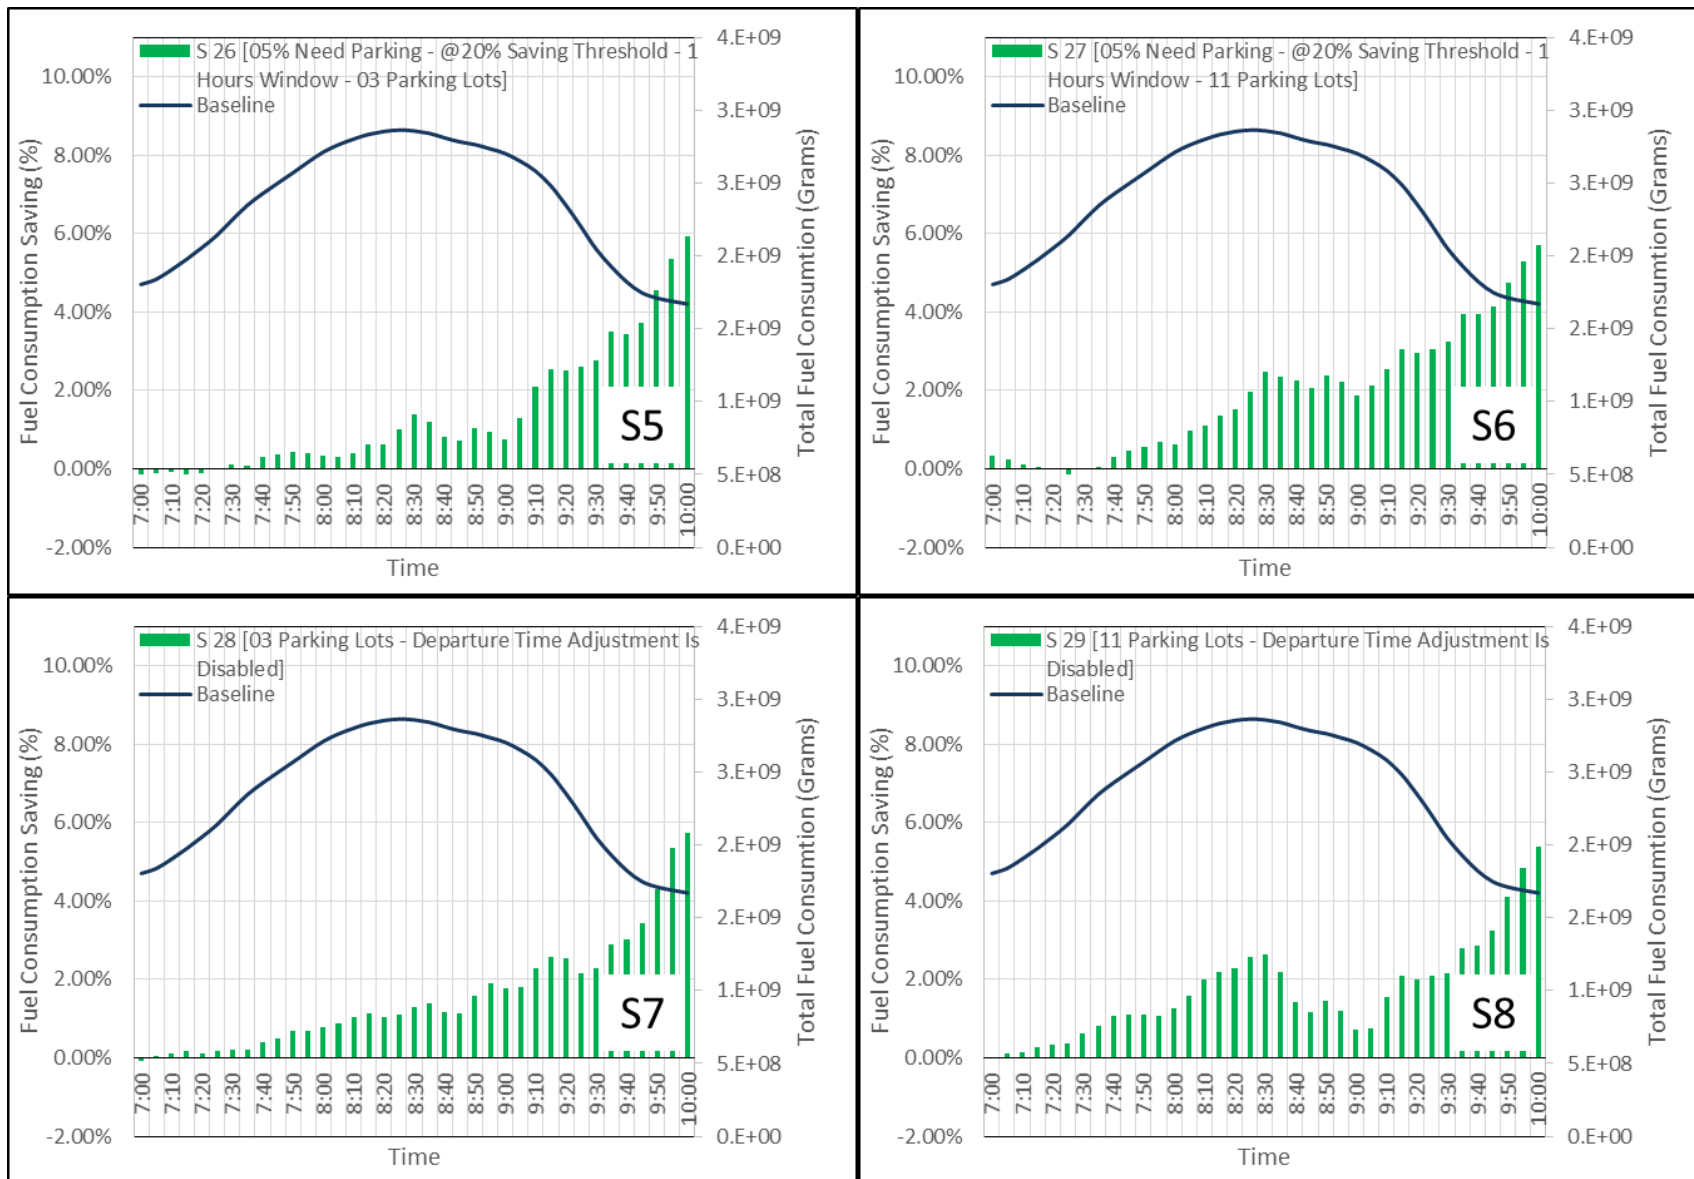 S 26 [05% Need Parking - @20% Saving Threshold - 1
Hours Window - 03 Parking Lots]
Baseline
Fuel Consumption Saving (%)
10.00%
8.00%
6.00%
4.00%
2.00%
0.00%
-2.00%
4.E+09
3.E+09
3.E+09
2.E+09
2.E+09
1.E+09
5.E+08
0.E+00
Total Fuel Consumtion (Grams)
7:00
7:10
7:20
7:30
7:40
7:50
8:00
8:10
8:20
8:30
8:40
8:50
9:00
9:10
9:20
9:30
9:40
9:50
10:00
Time
S5
S 27 [05% Need Parking - @20% Saving Threshold - 1
Hours Window - 11 Parking Lots]
Baseline
Fuel Consumption Saving (%)
10.00%
8.00%
6.00%
4.00%
2.00%
0.00%
-2.00%
4.E+09
3.E+09
3.E+09
2.E+09
2.E+09
1.E+09
5.E+08
0.E+00
Total Fuel Consumtion (Grams)
7:00
7:10
7:20
7:30
7:40
7:50
8:00
8:10
8:20
8:30
8:40
8:50
9:00
9:10
9:20
9:30
9:40
9:50
10:00
Time
S6
S 28 [03 Parking Lots - Departure Time Adjustment Is
Disabled]
Baseline
Fuel Consumption Saving (%)
10.00%
8.00%
6.00%
4.00%
2.00%
0.00%
-2.00%
4.E+09
3.E+09
3.E+09
2.E+09
2.E+09
1.E+09
5.E+08
0.E+00
Total Fuel Consumtion (Grams)
7:00
7:10
7:20
7:30
7:40
7:50
8:00
8:10
8:20
8:30
8:40
8:50
9:00
9:10
9:20
9:30
9:40
9:50
10:00
Time
S7
S 29 [11 Parking Lots - Departure Time Adjustment Is
Disabled]
Baseline
Fuel Consumption Saving (%)
10.00%
8.00%
6.00%
4.00%
2.00%
0.00%
-2.00%
4.E+09
3.E+09
3.E+09
2.E+09
2.E+09
1.E+09
5.E+08
0.E+00
Total Fuel Consumtion (Grams)
7:00
7:10
7:20
7:30
7:40
7:50
8:00
8:10
8:20
8:30
8:40
8:50
9:00
9:10
9:20
9:30
9:40
9:50
10:00
Time
S8